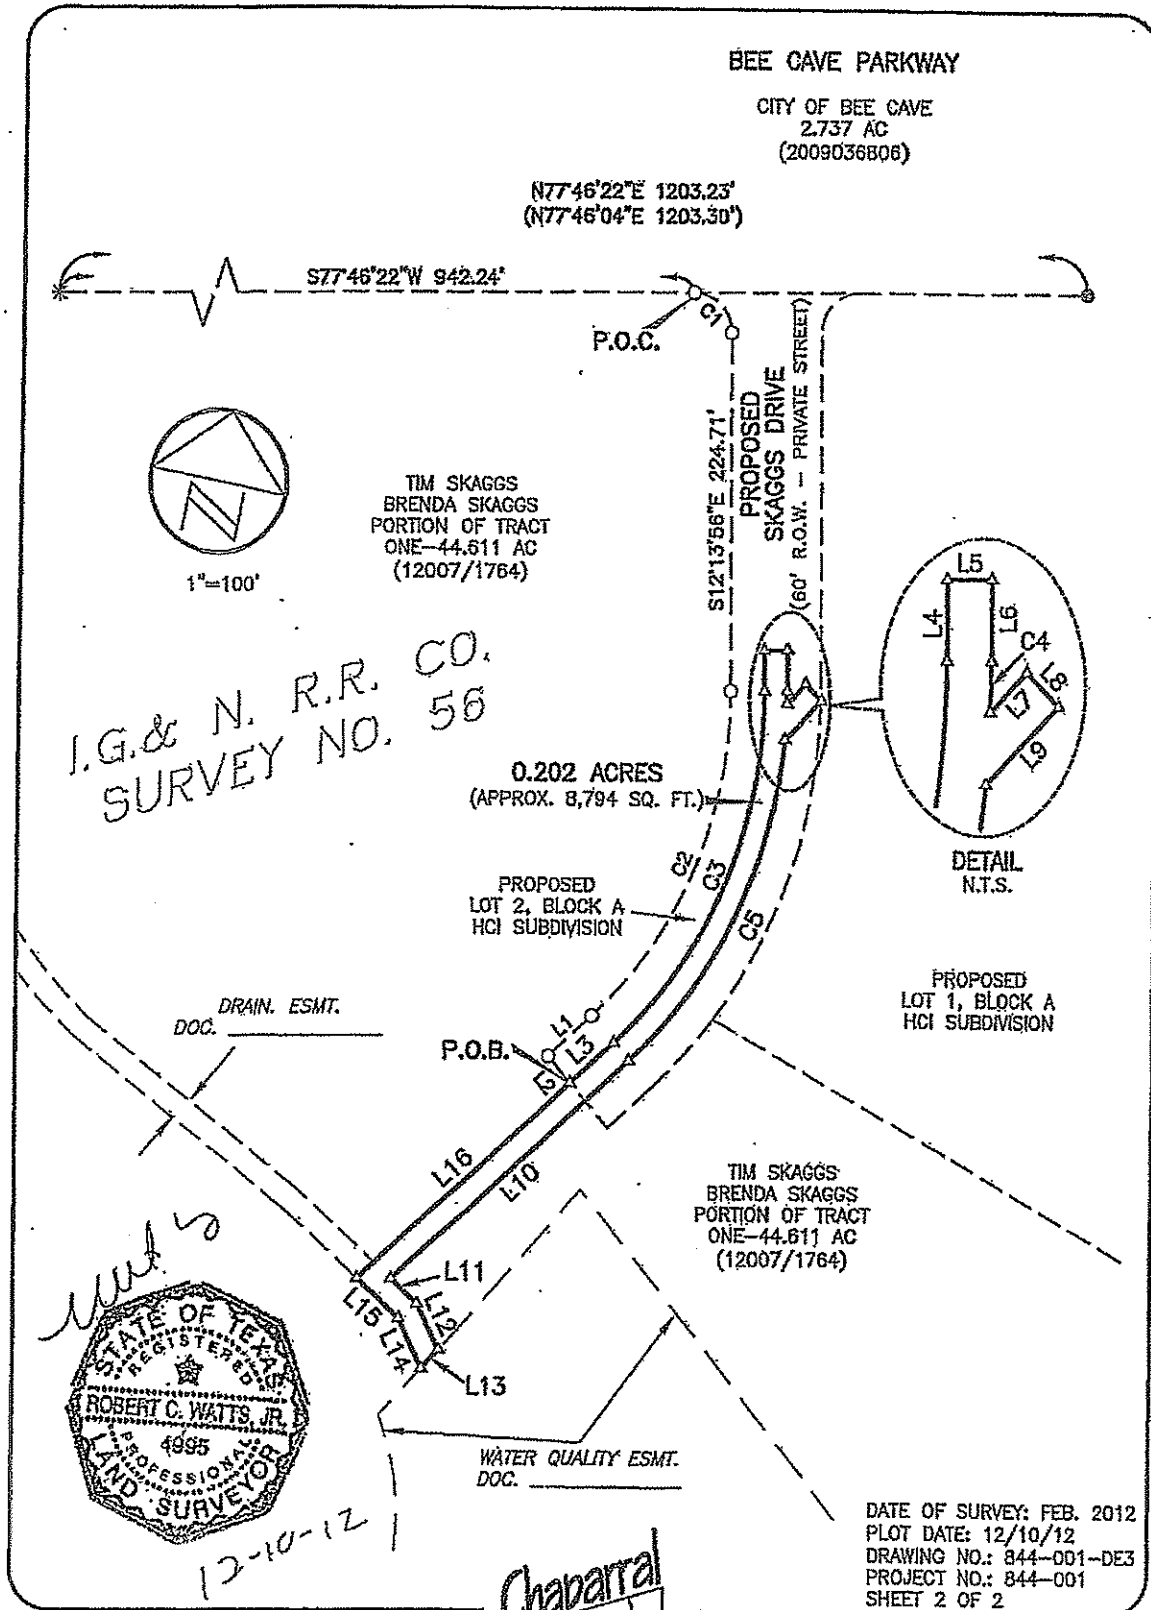 BEE CAVE PARKWAY
CITY OF BEE CAVE
2.737 AC
(2009036806)
N77°46'22"E 1203.23'
(N77°46'04"E 1203.30')
S77°46'22"W 942.24'
P.O.C.
C1
PROPOSED
SKAGGS DRIVE
(60' R.O.W. - PRIVATE STREET)
S12°13'56"E 224.71'
1"=100'
TIM SKAGGS
BRENDA SKAGGS
PORTION OF TRACT
ONE-44.611 AC
(12007/1764)
I.G.& N. R.R. CO.
SURVEY NO. 56
L5
L4
L6
C4
L8
L7
L9
DETAIL
N.T.S.
0.202 ACRES
(APPROX. 8,794 SQ. FT.)
C2
C3
C5
PROPOSED
LOT 2, BLOCK A
HCI SUBDIVISION
PROPOSED
LOT 1, BLOCK A
HCI SUBDIVISION
DRAIN. ESMT.
DOC.
L1
P.O.B.
L3
L2
L16
L10
TIM SKAGGS
BRENDA SKAGGS
PORTION OF TRACT
ONE-44.611 AC
(12007/1764)
L11
L12
L15
L14
L13
STATE OF TEXAS
REGISTERED
ROBERT C. WATTS, JR.
4995
PROFESSIONAL
LAND SURVEYOR
12-10-12
WATER QUALITY ESMT.
DOC.
Chaparral
DATE OF SURVEY: FEB. 2012
PLOT DATE: 12/10/12
DRAWING NO.: 844-001-DE3
PROJECT NO.: 844-001
SHEET 2 OF 2